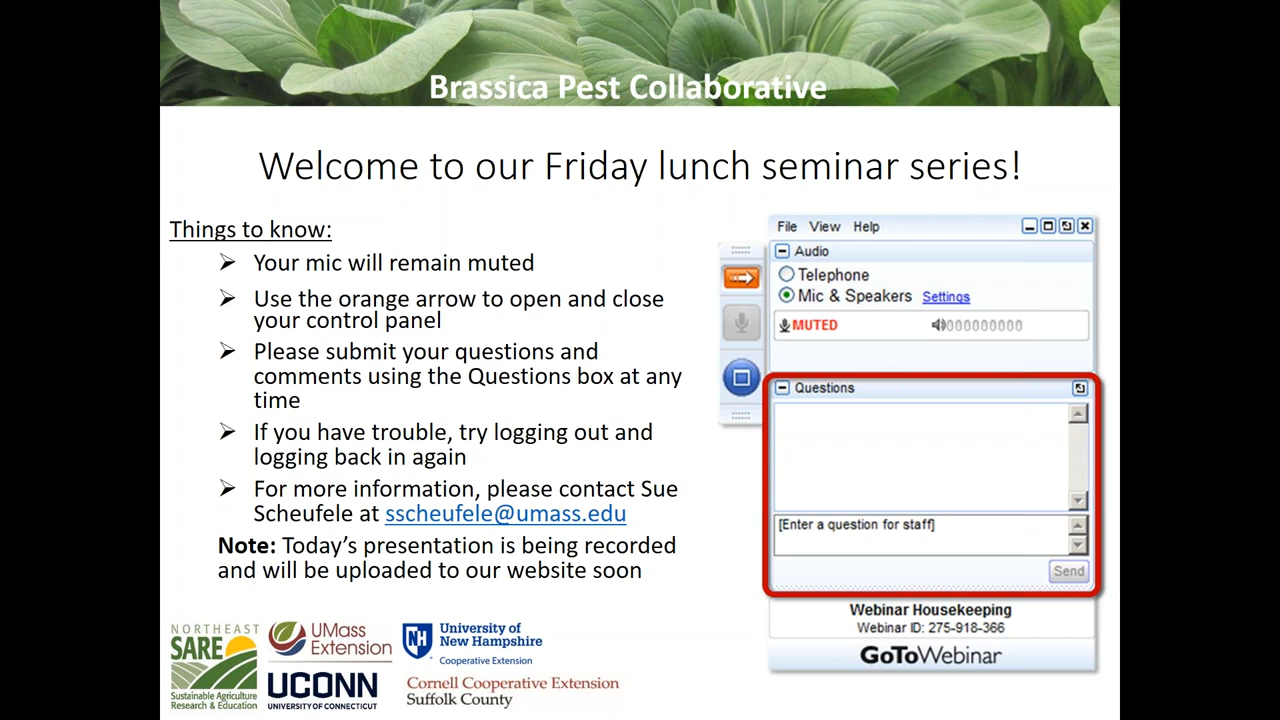 Brassica Pest Collaborative
Welcome to our Friday lunch seminar series!
Things to know:
Your mic will remain muted
Use the orange arrow to open and close
your control panel
Please submit your questions and
comments using the Questions box at any
time
If you have trouble, try logging out and
logging back in again
For more information, please contact Sue
Scheufele at sscheufele@umass.edu
Note: Today’s presentation is being recorded
and will be uploaded to our website soon
File View Help
Audio
Telephone
Mic & Speakers Settings
MUTED 000000000
Questions
[Enter a question for staff]
Send
Webinar Housekeeping
Webinar ID: 275-918-366
GoToWebinar
NORTHEAST
SARE
Sustainable Agriculture
Research & Education
UMass
Extension
UCONN
UNIVERSITY OF CONNECTICUT
NH
University of
New Hampshire
Cooperative Extension
Cornell Cooperative Extension
Suffolk County